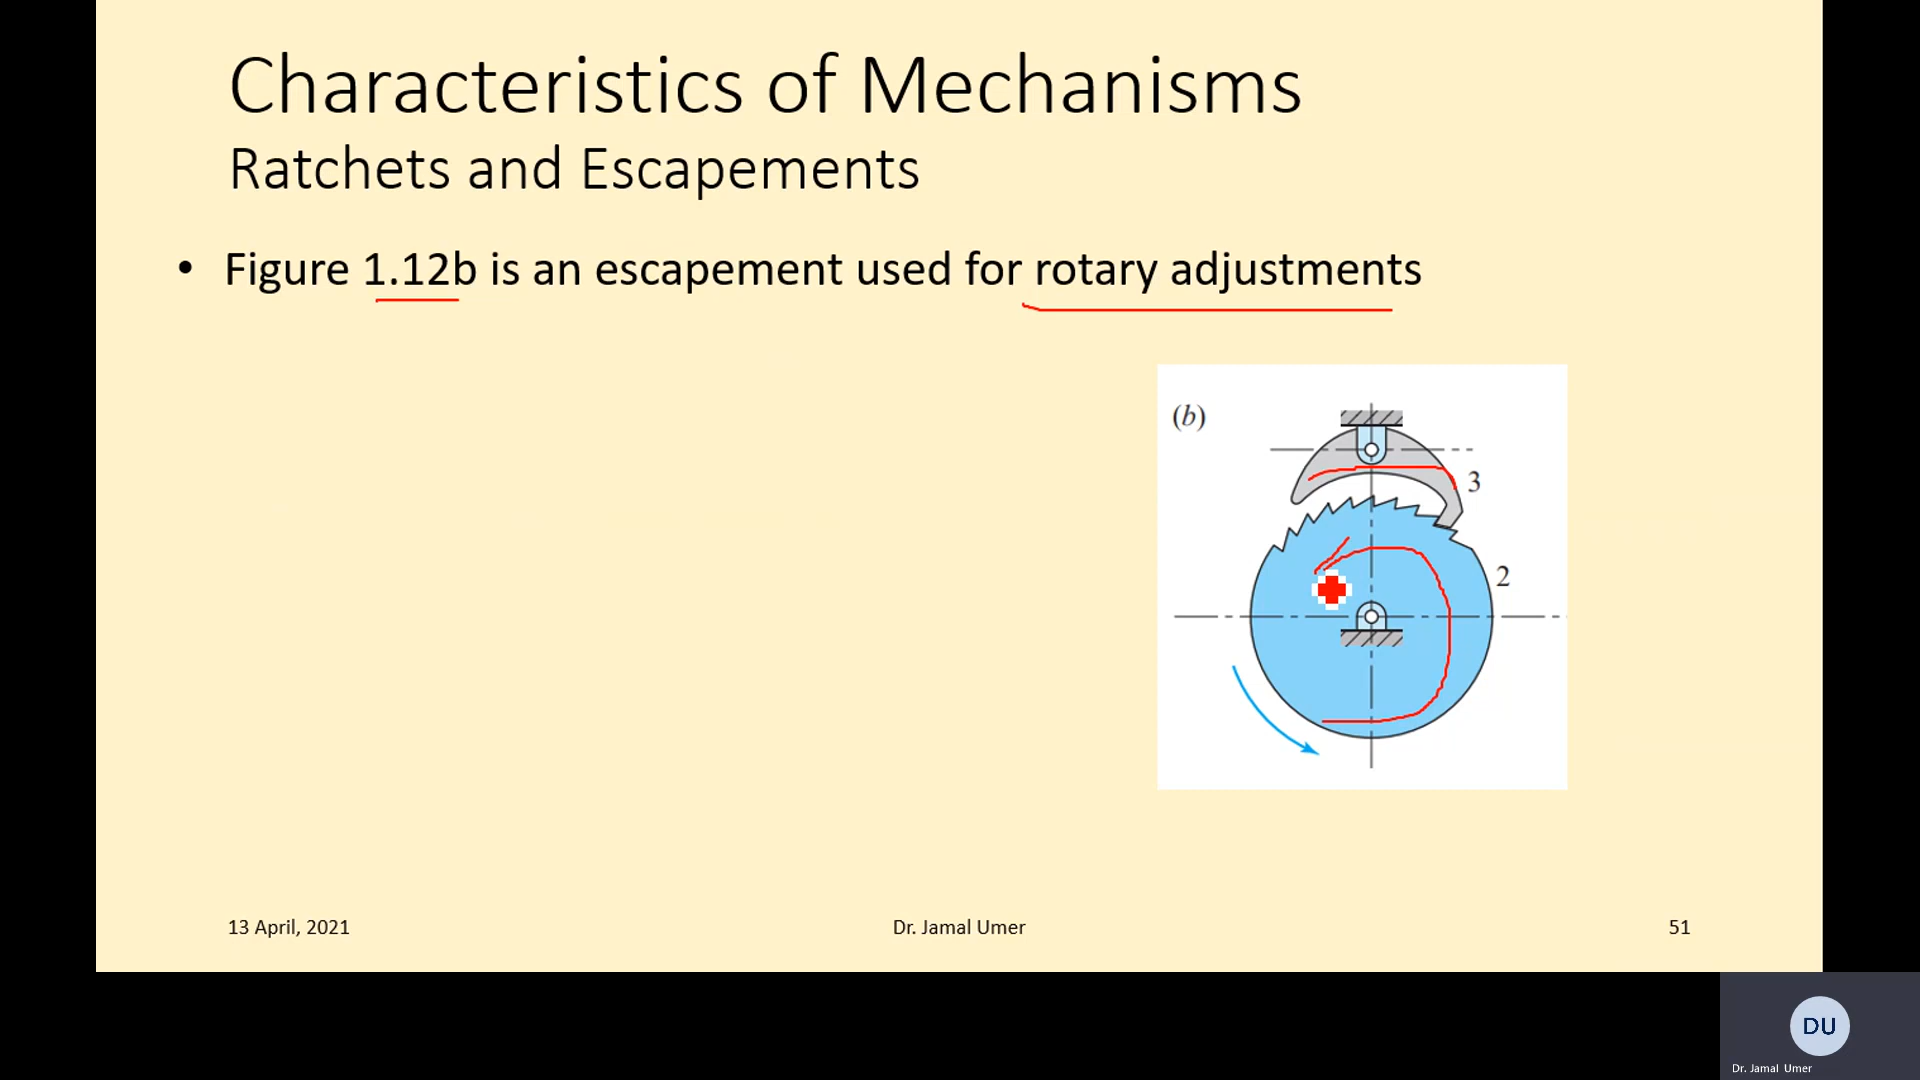 Characteristics of Mechanisms
Ratchets and Escapements
• Figure 1.12b is an escapement used for rotary adjustments
(b)
3
2
13 April, 2021
Dr. Jamal Umer
51
DU
Dr. Jamal Umer